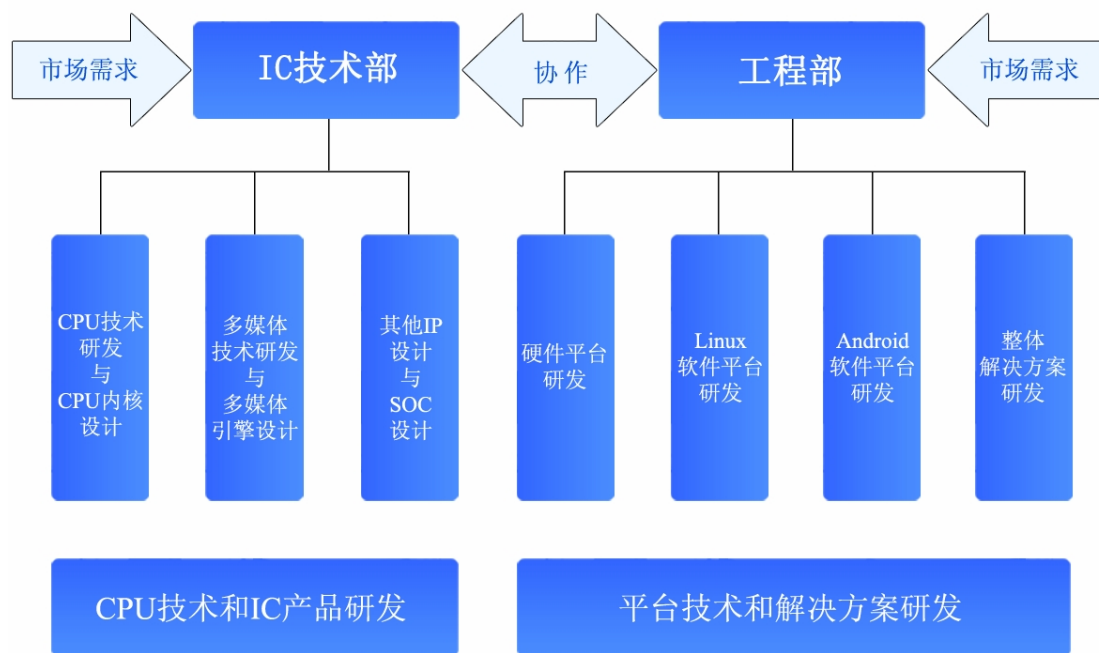 市场需求
IC技术部
协作
工程部
市场需求
CPU技术
研发
与
CPU内核
设计
多媒体
技术研发
与
多媒体
引擎设计
其他IP
设计
与
SOC
设计
硬件平台
研发
Linux
软件平台
研发
Android
软件平台
研发
整体
解决方案
研发
CPU技术和IC产品研发
平台技术和解决方案研发